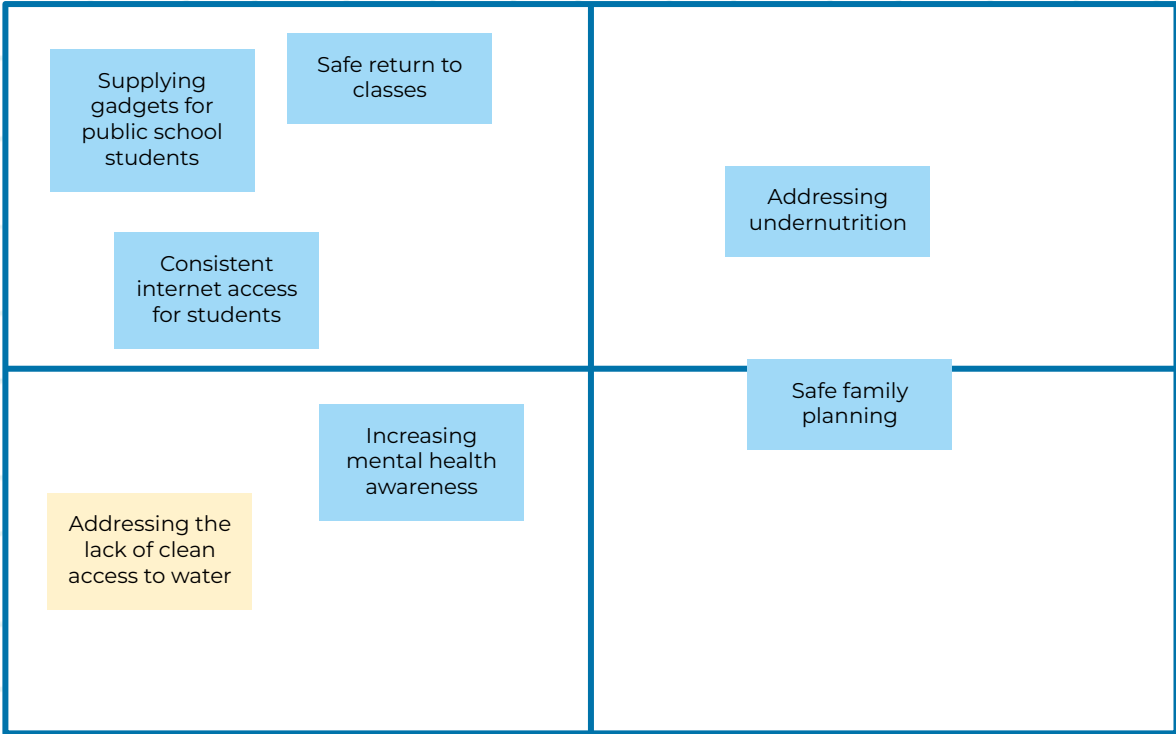 Supplying
gadgets for
public school
students
Safe return to
classes
Consistent
internet access
for students
Addressing
undernutrition
Safe family
planning
Increasing
mental health
awareness
Addressing the
lack of clean
access to water